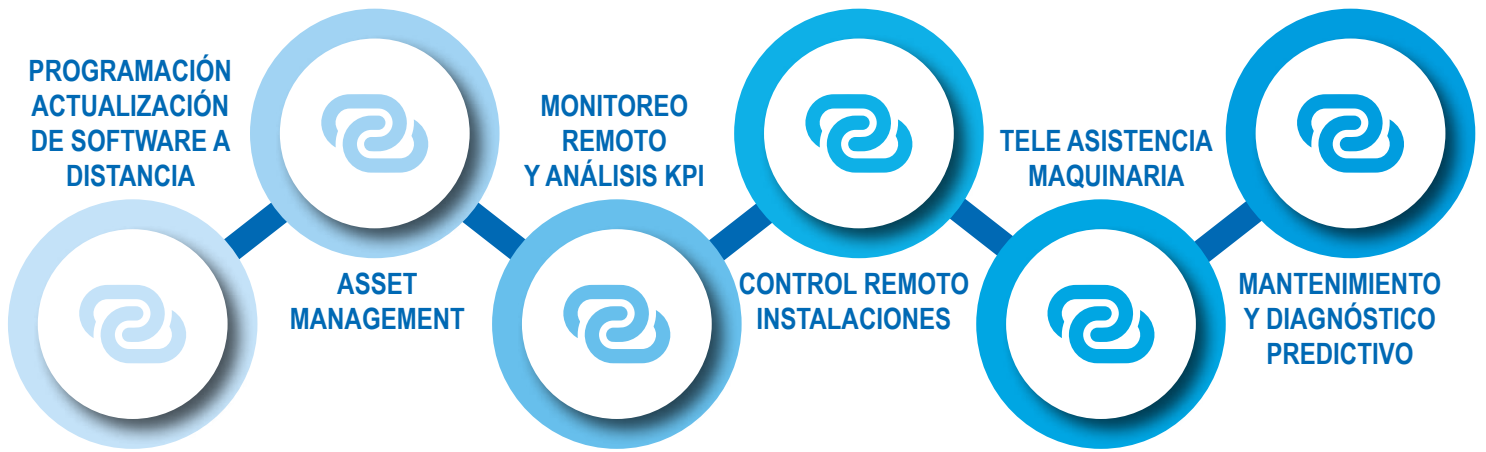 PROGRAMACIÓN
ACTUALIZACIÓN
DE SOFTWARE A
DISTANCIA
ASSET
MANAGEMENT
MONITOREO
REMOTO
Y ANÁLISIS KPI
CONTROL REMOTO
INSTALACIONES
TELE ASISTENCIA
MAQUINARIA
MANTENIMIENTO
Y DIAGNÓSTICO
PREDICTIVO